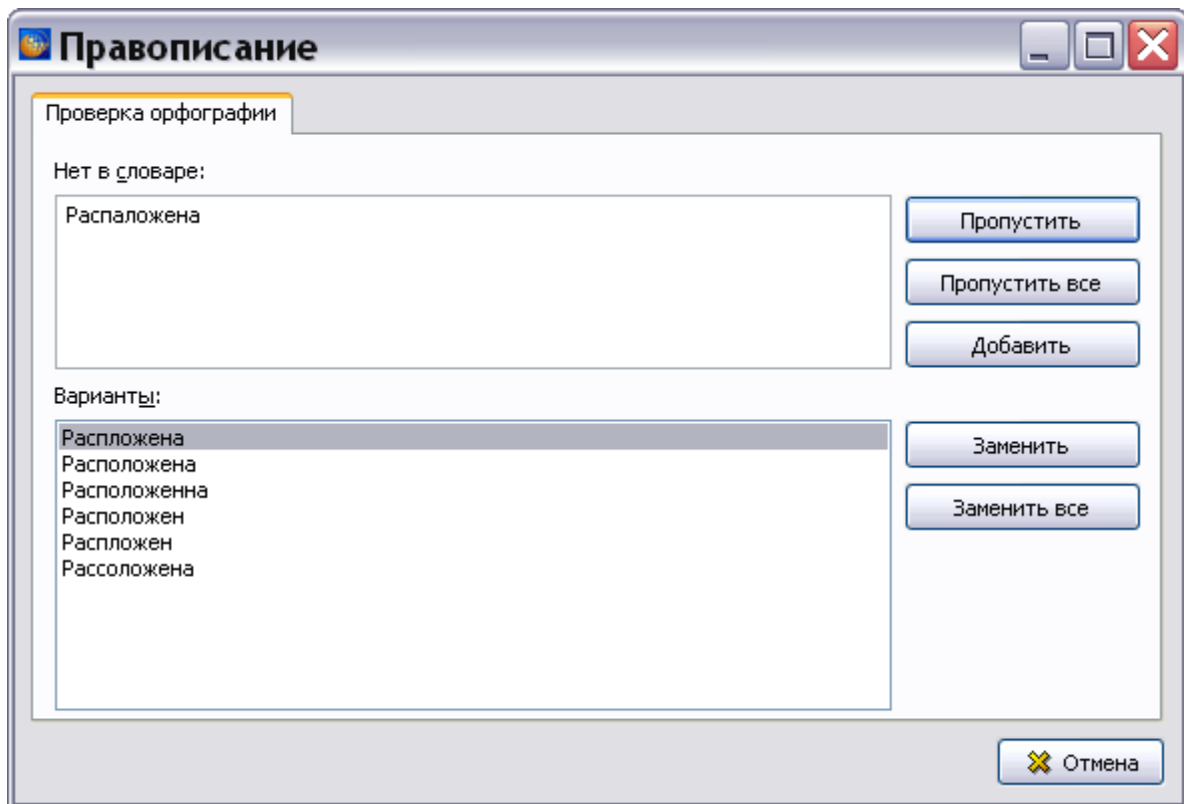 Правописание
Проверка орфографии
Нет в словаре:
Распаложена
Пропустить
Пропустить все
Добавить
Варианты:
Распложена
Расположена
Расположенна
Расположен
Распложен
Рассоложена
Заменить
Заменить все
Отмена